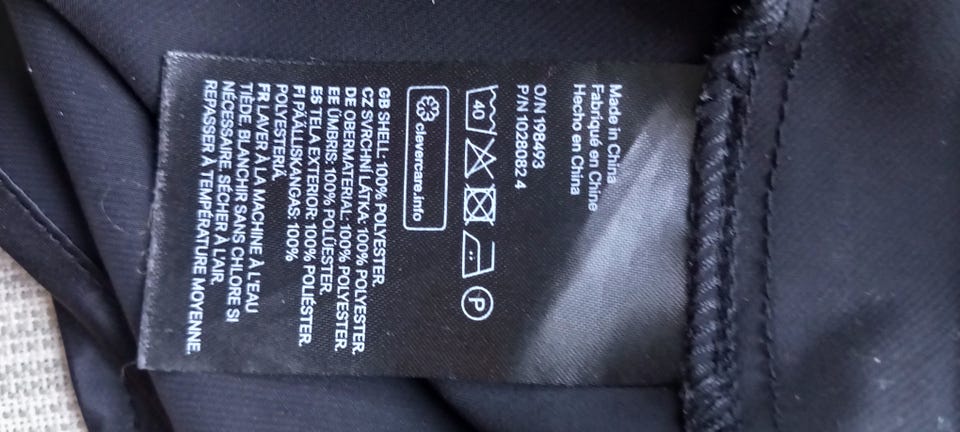 Made in China
Fabriqué en Chine
Hecho en China
O/N 198493
P/N 10280824
40
P
clevercare.info
GB SHELL: 100% POLYESTER.
CZ SVRCHNÍ LÁTKA: 100% POLYESTER.
DE OBERMATERIAL: 100% POLYESTER.
EE ÜMBRIS: 100% POLÜESTER.
ES TELA EXTERIOR: 100% POLIÉSTER.
FI PÄÄLLISKANGAS: 100%
POLYESTERIÄ.
FR LAVER À LA MACHINE À L'EAU
TIÈDE, BLANCHIR SANS CHLORE SI
NÉCESSAIRE, SÉCHER À L'AIR.
REPASSER À TEMPÉRATURE MOYENNE.